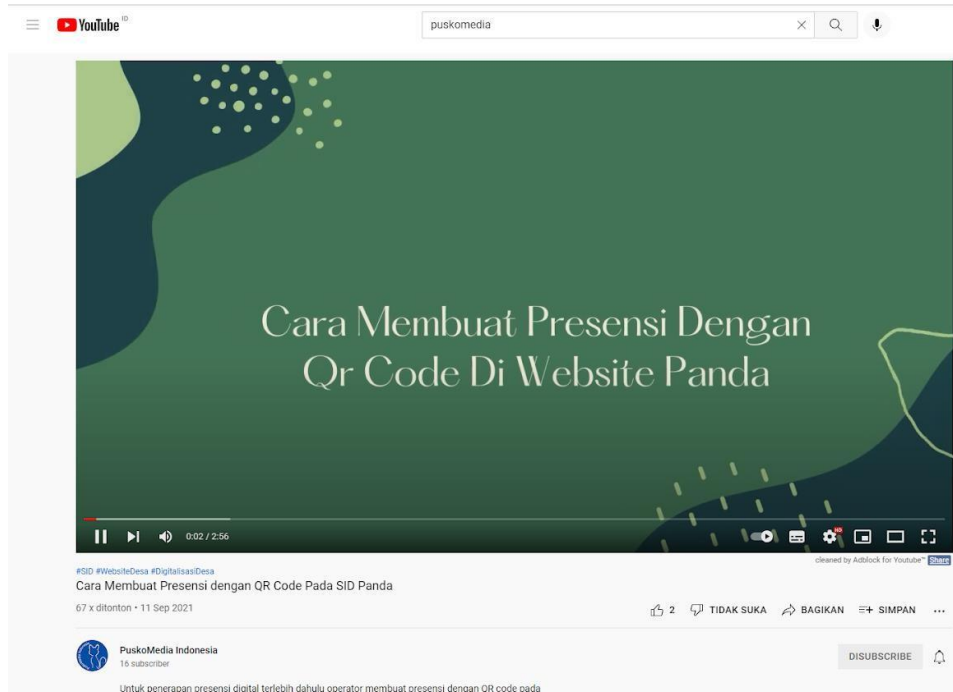 YouTube ID
puskomedia
Cara Membuat Presensi Dengan
Qr Code Di Website Panda
0:02 / 2:56
HD
cleaned by Adblock for Youtube™ Share
#SID #WebsiteDesa #DigitalisasiDesa
Cara Membuat Presensi dengan QR Code Pada SID Panda
67 x ditonton • 11 Sep 2021
2 TIDAK SUKA BAGIKAN SIMPAN
PuskoMedia Indonesia
16 subscriber
DISUBSCRIBE
Untuk penerapan presensi digital terlebih dahulu operator membuat presensi dengan QR code pada